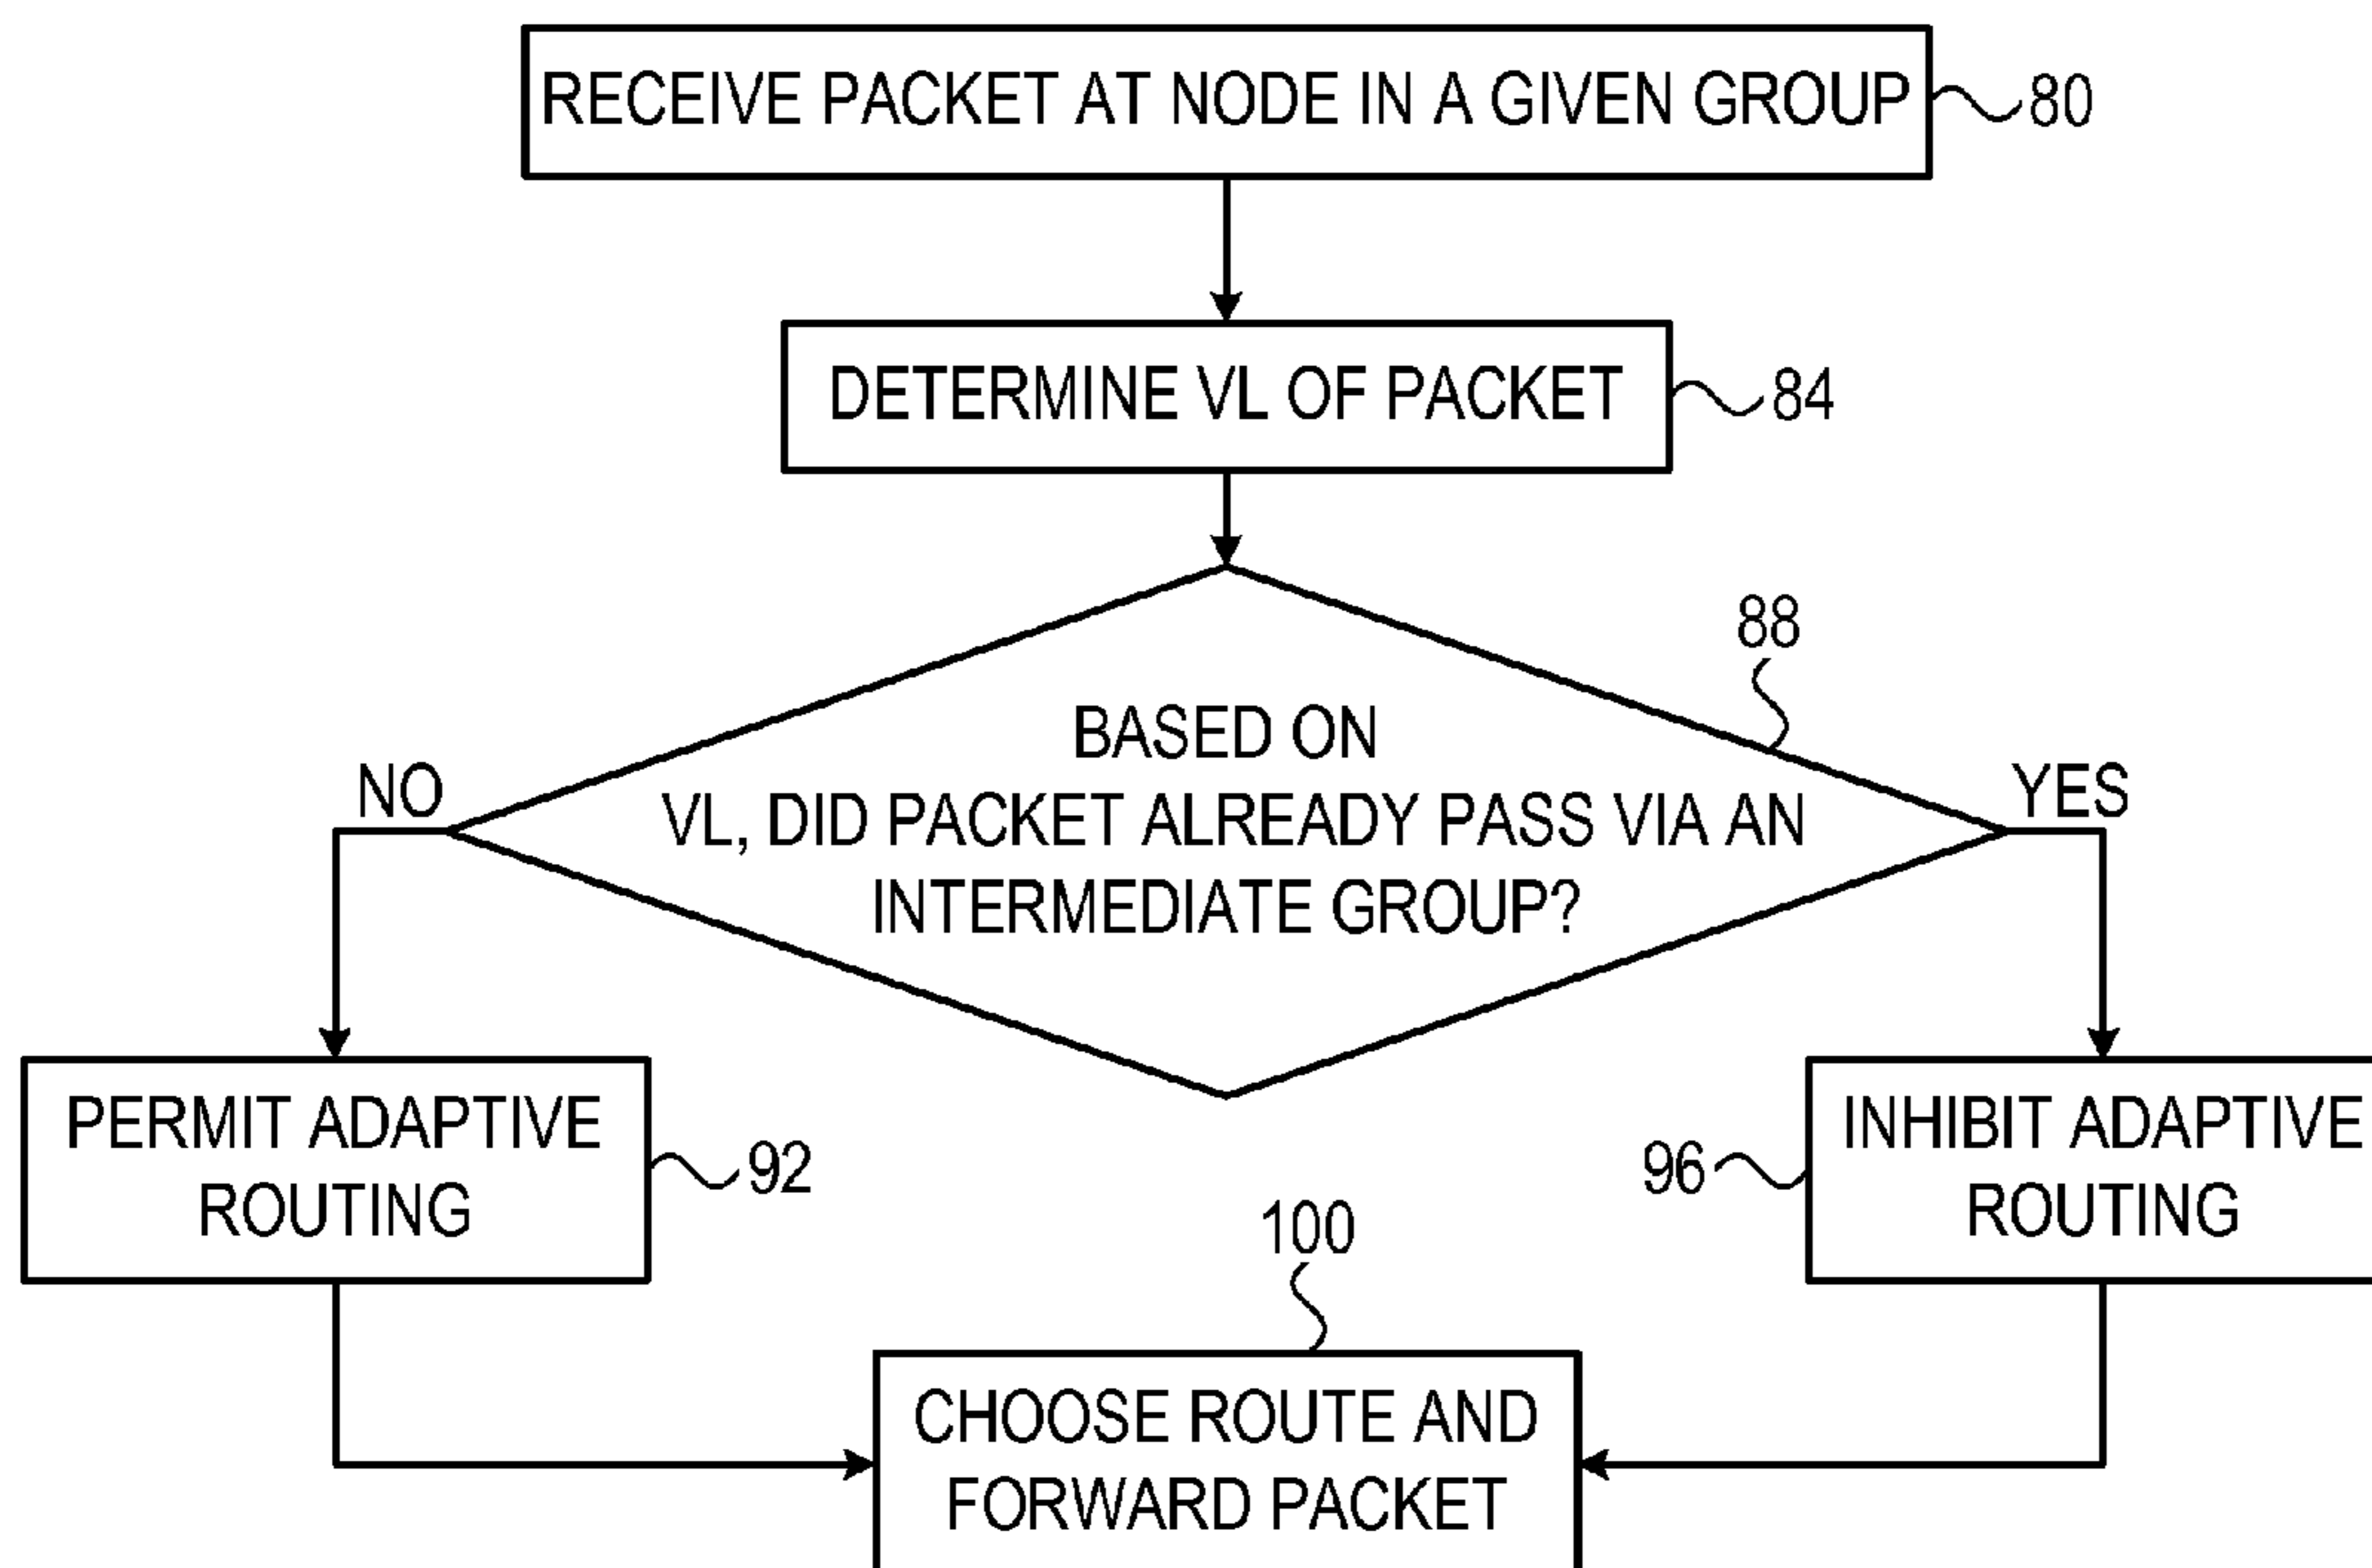 RECEIVE PACKET AT NODE IN A GIVEN GROUP
80
DETERMINE VL OF PACKET
84
88
BASED ON
VL, DID PACKET ALREADY PASS VIA AN
INTERMEDIATE GROUP?
NO
YES
PERMIT ADAPTIVE
ROUTING
92
96
INHIBIT ADAPTIVE
ROUTING
100
CHOOSE ROUTE AND
FORWARD PACKET